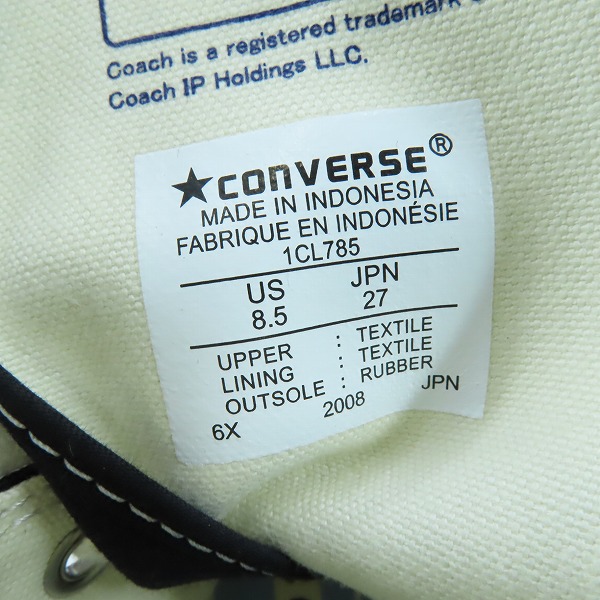 Coach is a registered trademark
Coach IP Holdings LLC.
★CONVERSE®
MADE IN INDONESIA
FABRIQUE EN INDONÉSIE
1CL785
US JPN
8.5 27
UPPER : TEXTILE
LINING : TEXTILE
OUTSOLE : RUBBER
6X 2008 JPN